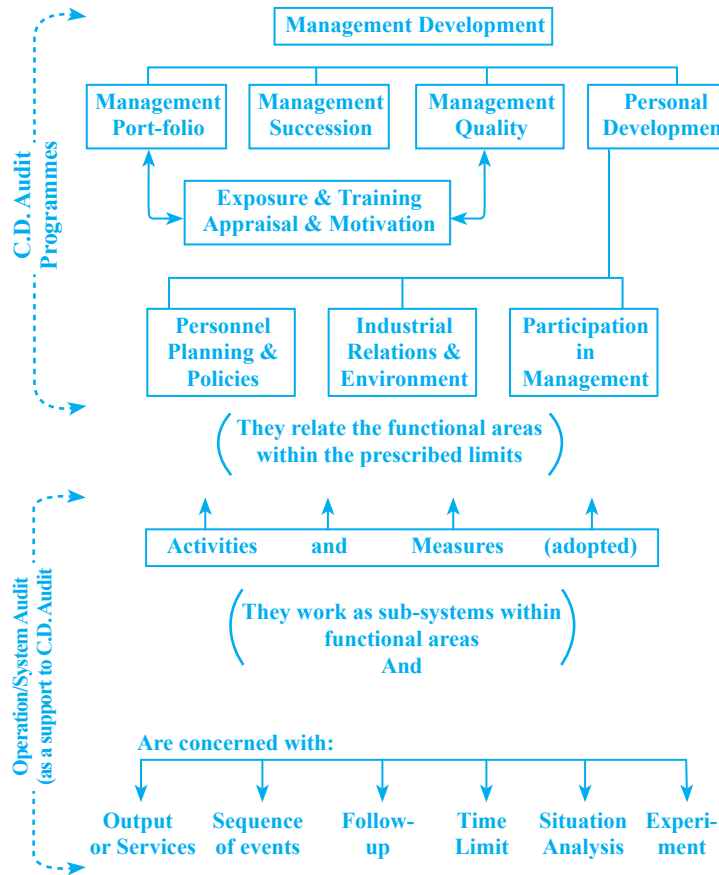 Management Development
Management
Port-folio
Management
Succession
Management
Quality
Personal
Development
Exposure & Training
Appraisal & Motivation
C.D. Audit
Programmes
Personnel
Planning &
Policies
Industrial
Relations &
Environment
Participation
in
Management
(They relate the functional areas
within the prescribed limits)
Activities and Measures (adopted)
(They work as sub-systems within
functional areas)
And
Operation/System Audit
(as a support to C.D. Audit
Are concerned with:
Output
or Services
Sequence
of events
Follow-
up
Time
Limit
Situation
Analysis
Experi-
ment